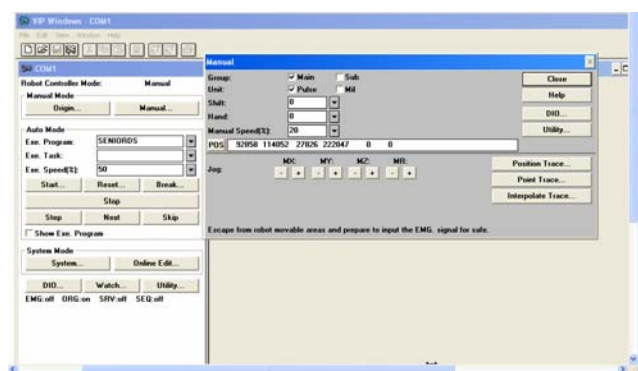 VIP Windows - COM1
File Edit View Window Help
COM1
Robot Controller Mode: Manual
Manual Mode
Origin... Manual...
Auto Mode
Exe. Program: SENIORDS
Exe. Task:
Exe. Speed(%): 50
Start... Reset... Break...
Stop
Step Next Skip
Show Exe. Program
System Mode
System... Online Edit...
DIO... Watch... Utility...
EMG:off ORG:on SRV:off SEQ:off
Manual
Group: Main Sub
Unit: Pulse Mil
Shift: 0
Hand: 0
Manual Speed(%): 20
POS 92858 114052 27826 222047 0 0
Jog: MX: MY: MZ: MR:
- + - + - + - +
Escape from robot movable areas and prepare to input the EMG. signal for safe.
Close
Help
DIO...
Utility...
Position Trace...
Point Trace...
Interpolate Trace...